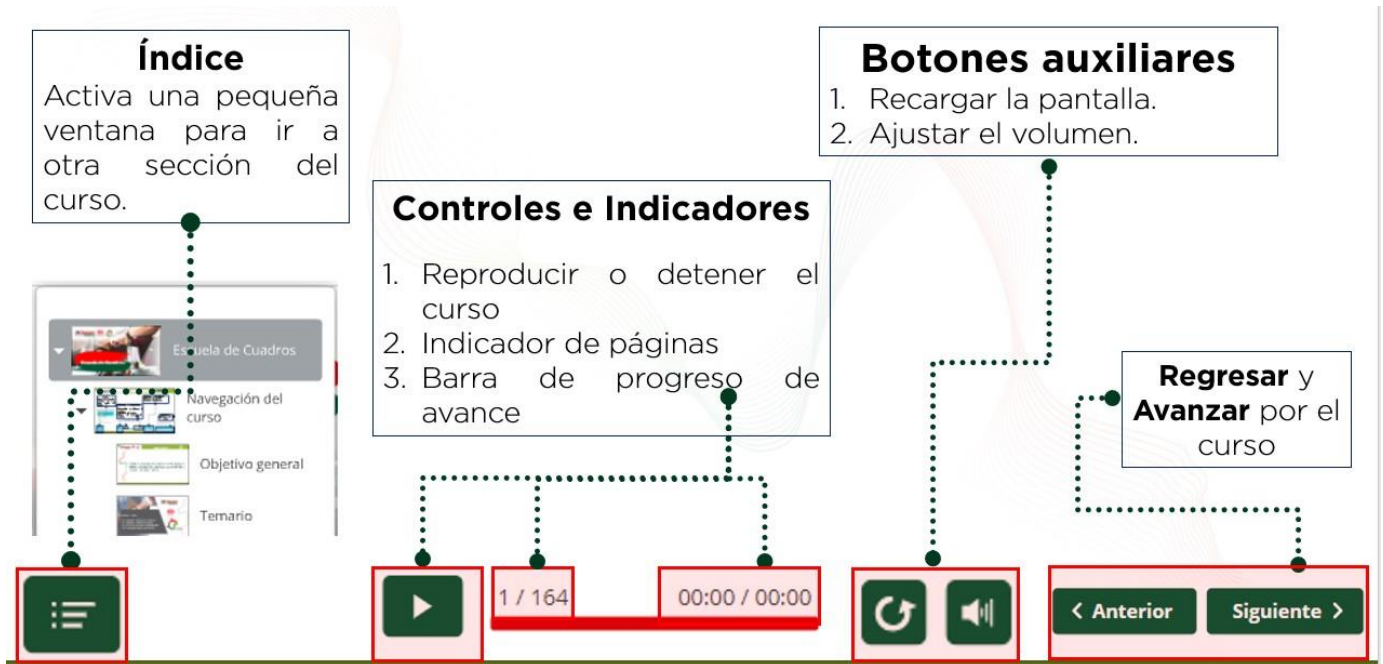 Índice
Activa una pequeña
ventana para ir a
otra sección del
curso.
Botones auxiliares
1. Recargar la pantalla.
2. Ajustar el volumen.
Controles e Indicadores
1. Reproducir o detener el
curso
2. Indicador de páginas
3. Barra de progreso de
avance
Regresar y
Avanzar por el
curso
Escuela de Cuadros
Navegación del
curso
Objetivo general
Temario
1 / 164
00:00 / 00:00
< Anterior
Siguiente >